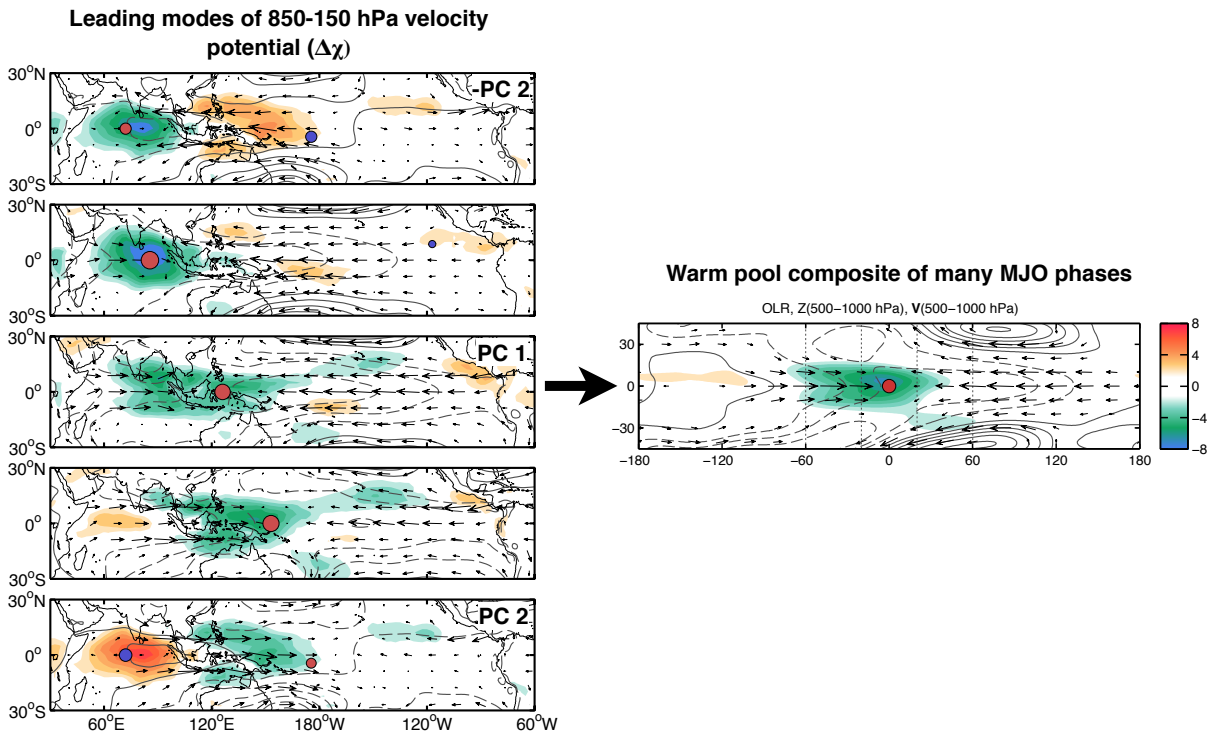 Leading modes of 850-150 hPa velocity
potential (Δχ)
30°N
-PC 2
0°
30°S
30°N
0°
30°S
30°N
PC 1
0°
30°S
30°N
0°
30°S
30°N
PC 2
0°
30°S
60°E 120°E 180°W 120°W 60°W
Warm pool composite of many MJO phases
OLR, Z(500−1000 hPa), V(500−1000 hPa)
30
0
−30
−180 −120 −60 0 60 120 180
8
4
0
−4
−8